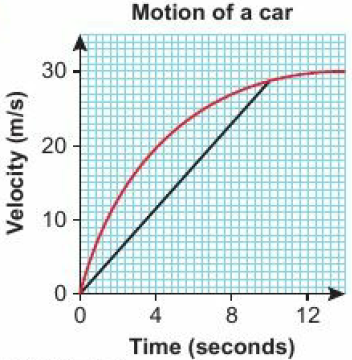 Motion of a car
Velocity (m/s)
30
20
10
0
0 4 8 12
Time (seconds)